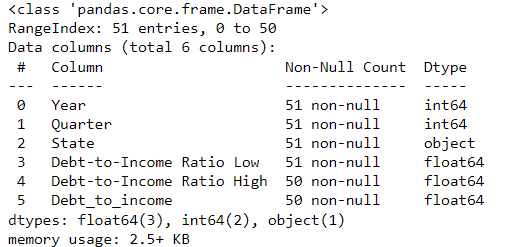 <class 'pandas.core.frame.DataFrame'>
RangeIndex: 51 entries, 0 to 50
Data columns (total 6 columns):
 #   Column                     Non-Null Count  Dtype
---  ------                     --------------  -----
 0   Year                       51 non-null     int64
 1   Quarter                    51 non-null     int64
 2   State                      51 non-null     object
 3   Debt-to-Income Ratio Low   51 non-null     float64
 4   Debt-to-Income Ratio High  50 non-null     float64
 5   Debt_to_income             50 non-null     float64
dtypes: float64(3), int64(2), object(1)
memory usage: 2.5+ KB